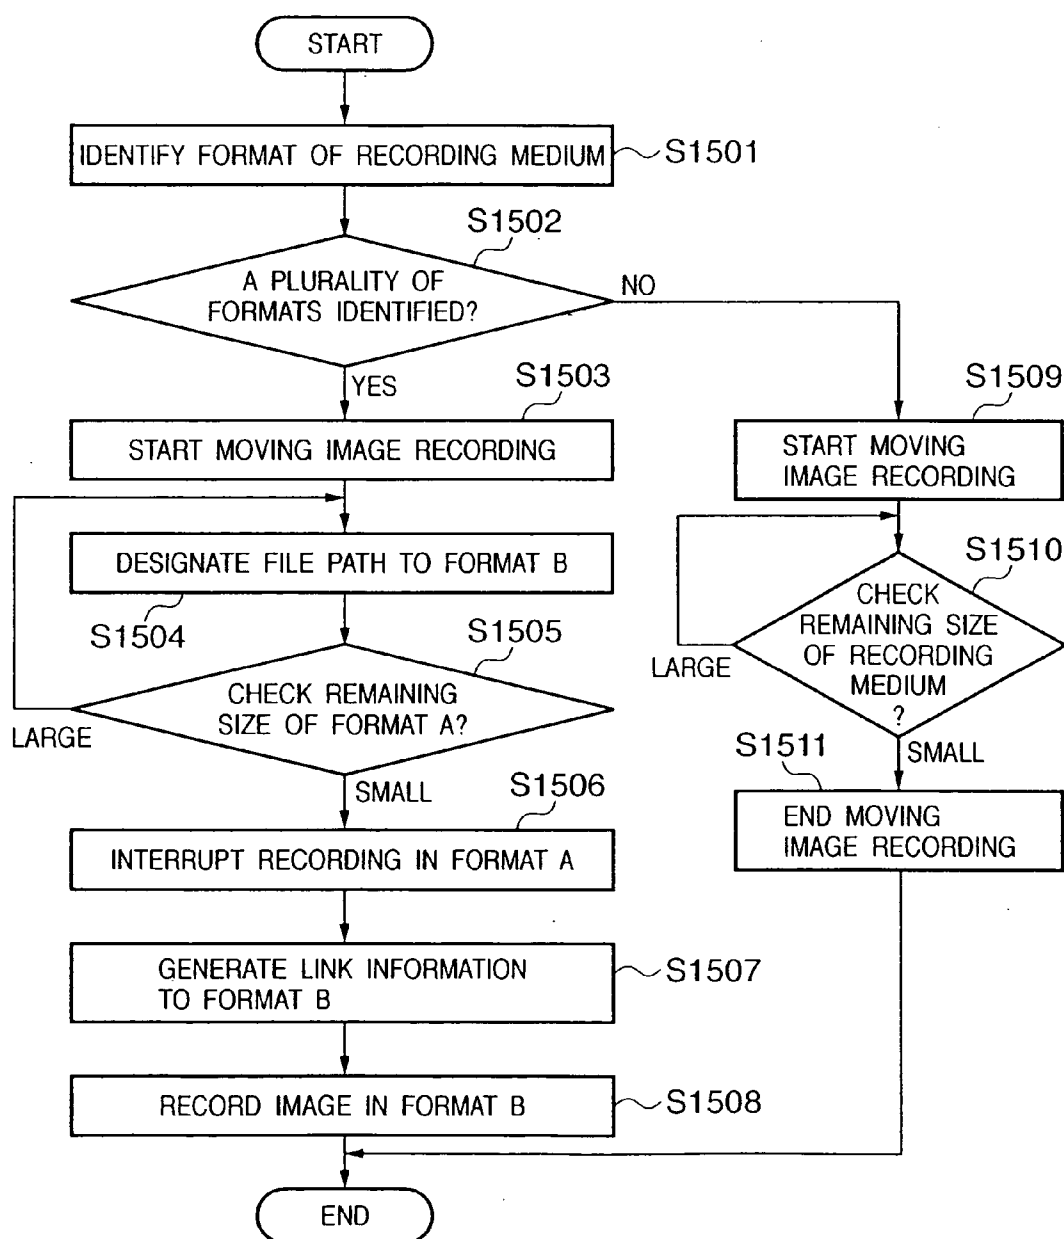 START
IDENTIFY FORMAT OF RECORDING MEDIUM
S1501
S1502
A PLURALITY OF
FORMATS IDENTIFIED?
NO
YES
S1503
START MOVING IMAGE RECORDING
DESIGNATE FILE PATH TO FORMAT B
S1504
S1505
CHECK REMAINING
SIZE OF FORMAT A?
LARGE
SMALL
S1506
INTERRUPT RECORDING IN FORMAT A
GENERATE LINK INFORMATION
TO FORMAT B
S1507
RECORD IMAGE IN FORMAT B
S1508
S1509
START MOVING
IMAGE RECORDING
S1510
CHECK
REMAINING SIZE
OF RECORDING
MEDIUM
?
LARGE
SMALL
S1511
END MOVING
IMAGE RECORDING
END